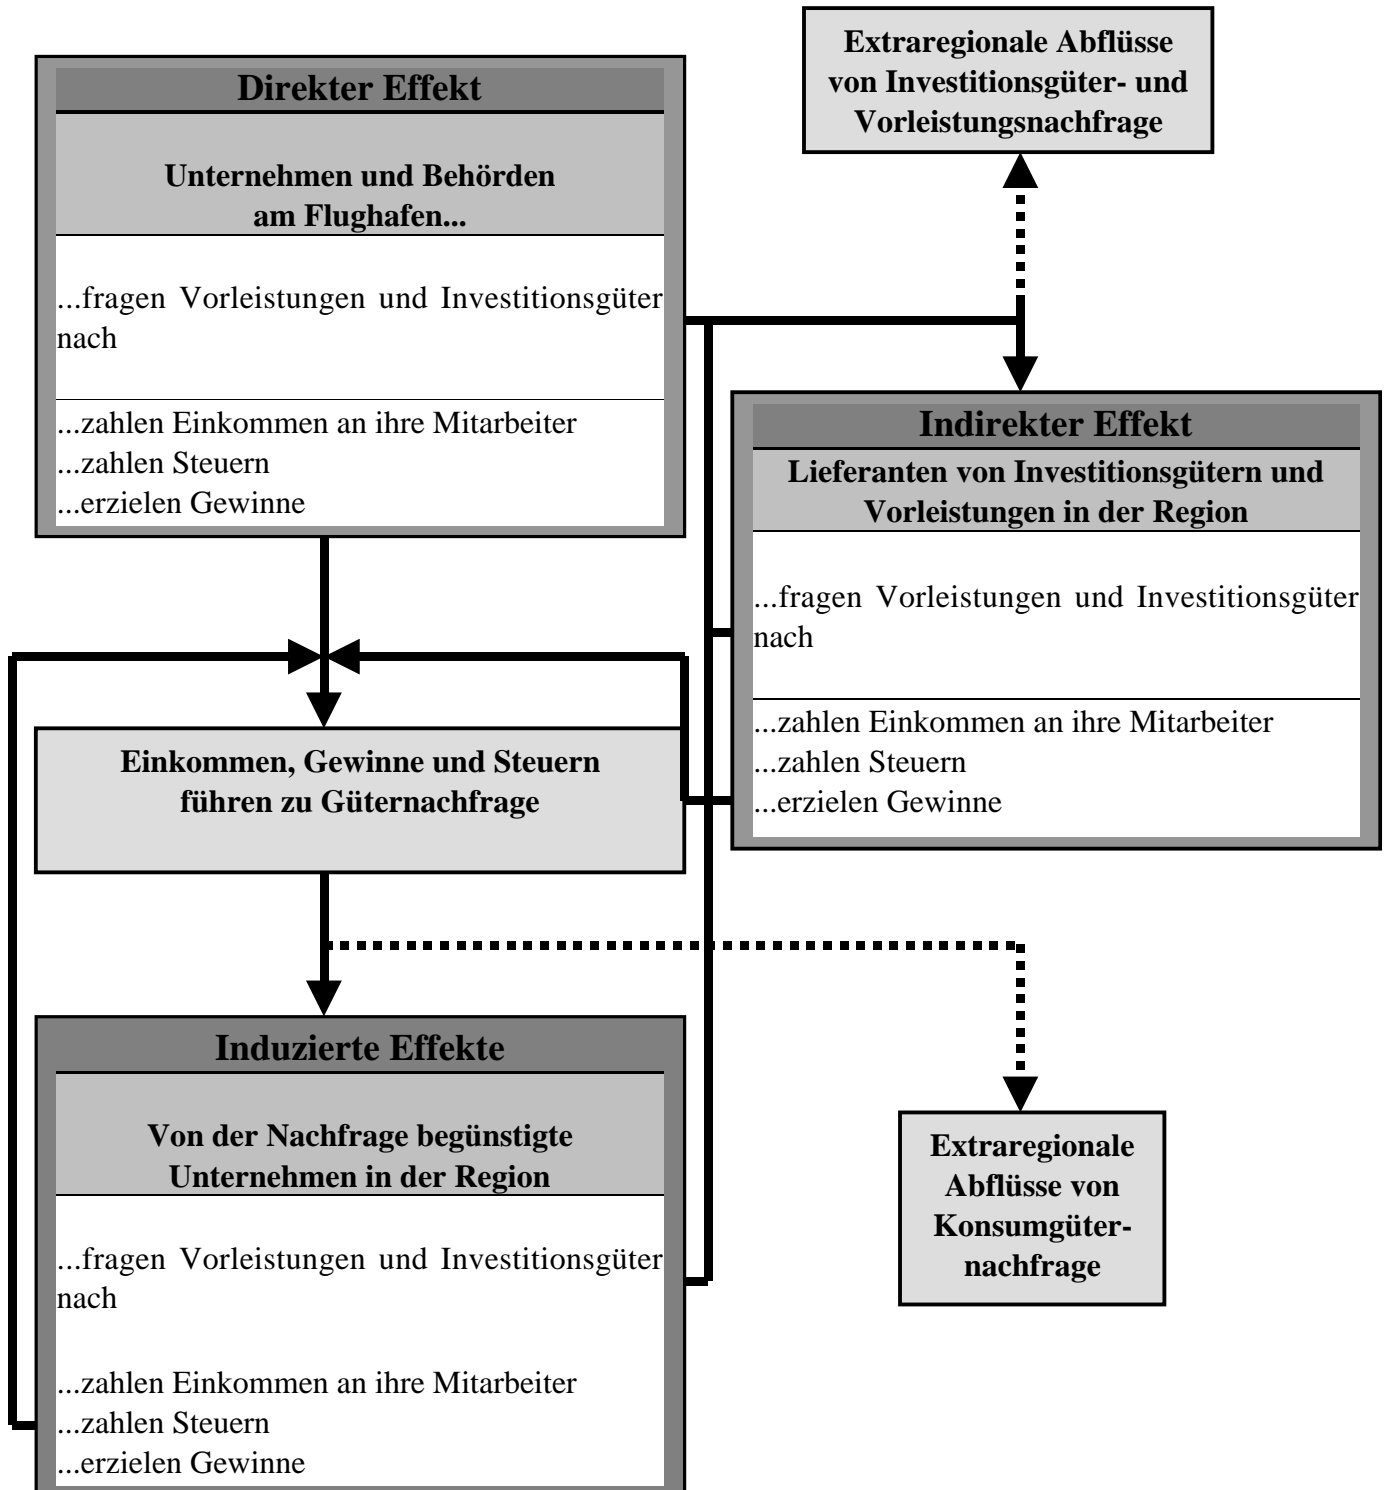 Extraregionale Abflüsse
von Investitionsgüter- und
Vorleistungsnachfrage
Direkter Effekt
Unternehmen und Behörden
am Flughafen...
...fragen Vorleistungen und Investitionsgüter
nach
...zahlen Einkommen an ihre Mitarbeiter
...zahlen Steuern
...erzielen Gewinne
Indirekter Effekt
Lieferanten von Investitionsgütern und
Vorleistungen in der Region
...fragen Vorleistungen und Investitionsgüter
nach
...zahlen Einkommen an ihre Mitarbeiter
...zahlen Steuern
...erzielen Gewinne
Einkommen, Gewinne und Steuern
führen zu Güternachfrage
Induzierte Effekte
Von der Nachfrage begünstigte
Unternehmen in der Region
...fragen Vorleistungen und Investitionsgüter
nach
...zahlen Einkommen an ihre Mitarbeiter
...zahlen Steuern
...erzielen Gewinne
Extraregionale
Abflüsse von
Konsumgüter-
nachfrage